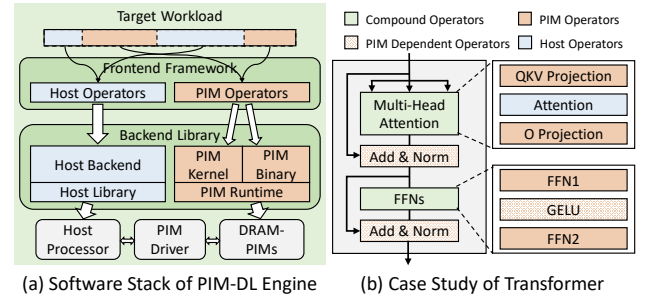 Target Workload
Frontend Framework
Host Operators
PIM Operators
Backend Library
Host Backend
Host Library
PIM
Kernel
PIM
Binary
PIM Runtime
Host
Processor
PIM
Driver
DRAM-
PIMs
(a) Software Stack of PIM-DL Engine
Compound Operators
PIM Operators
PIM Dependent Operators
Host Operators
Multi-Head
Attention
Add & Norm
FFNs
Add & Norm
QKV Projection
Attention
O Projection
FFN1
GELU
FFN2
(b) Case Study of Transformer